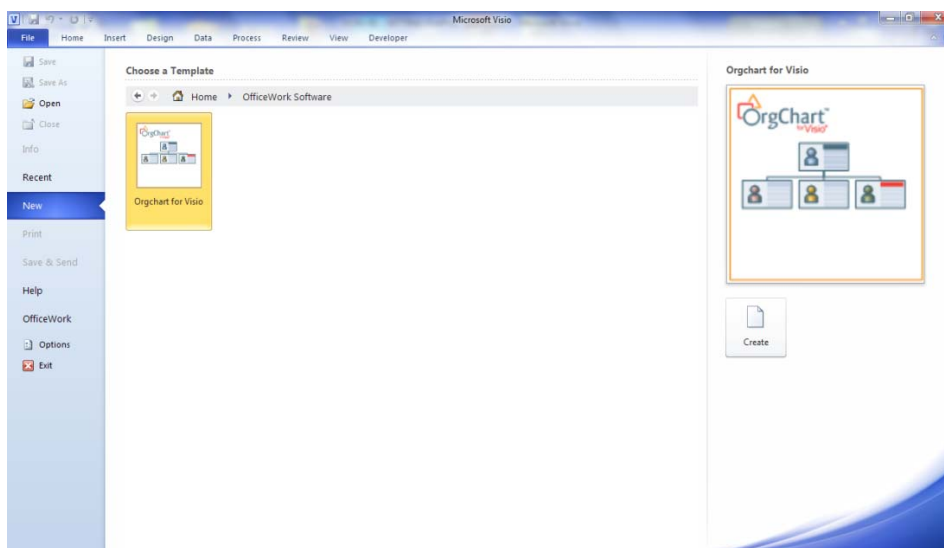 Microsoft Visio
File Home Insert Design Data Process Review View Developer
Save
Save As
Open
Close
Info
Recent
New
Print
Save & Send
Help
OfficeWork
Options
Exit
Choose a Template
Home OfficeWork Software
OrgChart
Orgchart for Visio
Orgchart for Visio
OrgChart™
for Visio®
Create